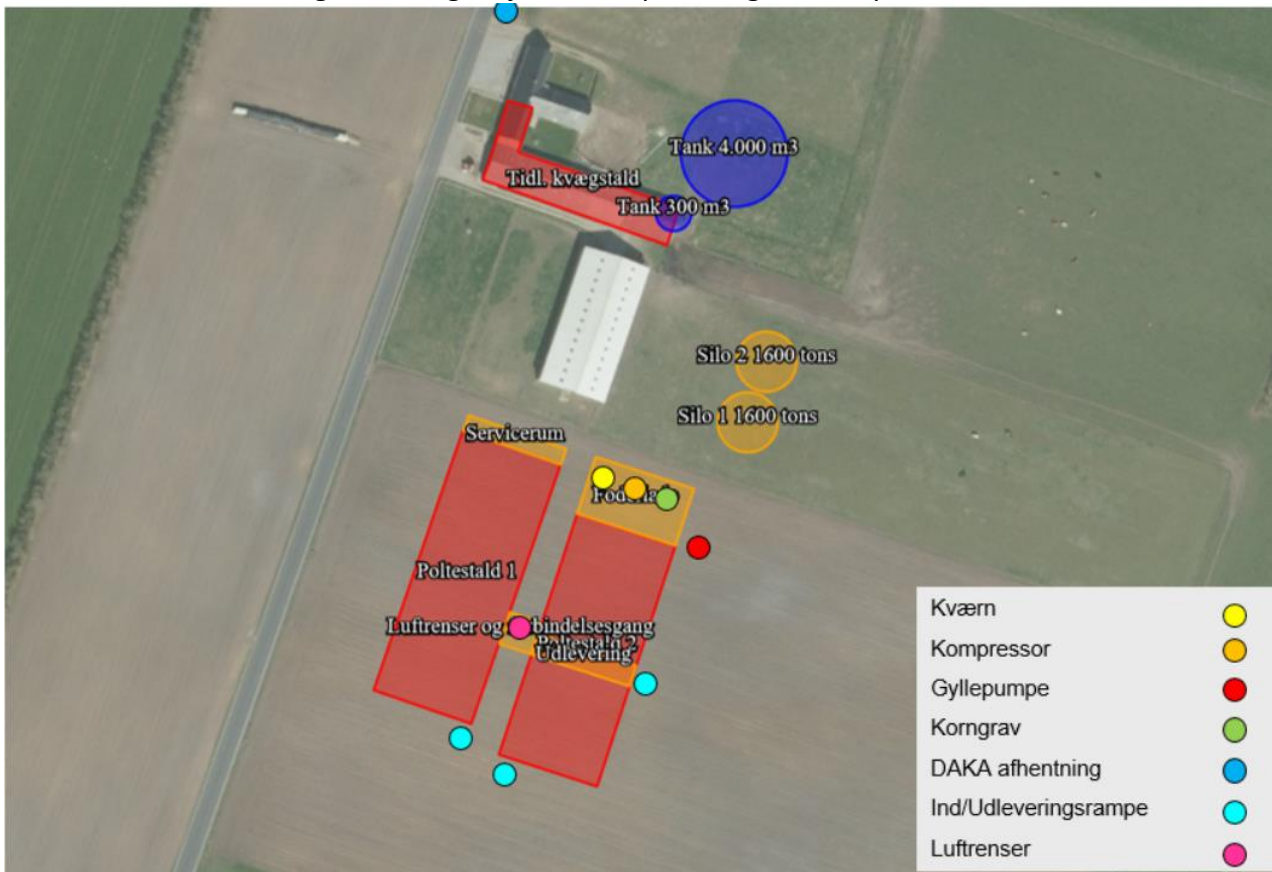 Tank 4.000 m3
Tidl. kvægstald
Tank 300 m3
Silo 2 1600 tons
Silo 1 1600 tons
Servicerum
Poltestald 1
Luftrenser og
bindelsesgang
Poltestald 2
Udlevering
Kværn
Kompressor
Gyllepumpe
Korngrav
DAKA afhentning
Ind/Udleveringsrampe
Luftrenser